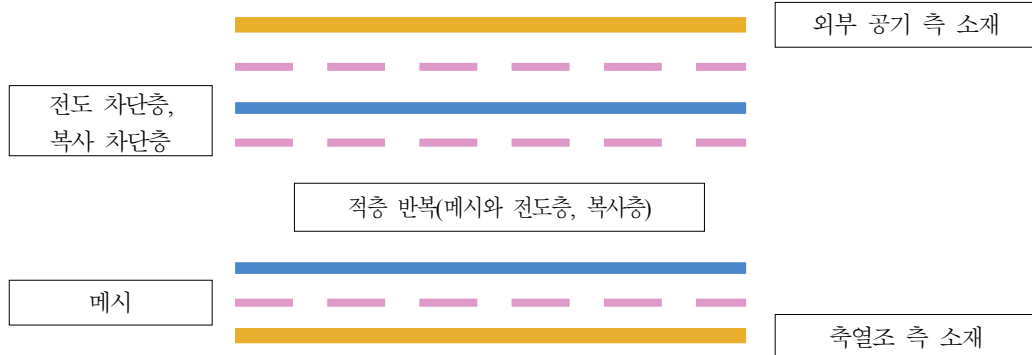 외부 공기 측 소재
전도 차단층,
복사 차단층
적층 반복(메시와 전도층, 복사층)
메시
축열조 측 소재